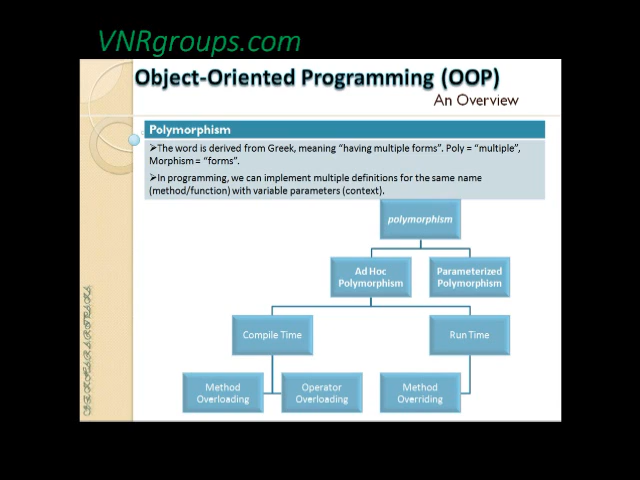 VNRgroups.com
Object-Oriented Programming (OOP)
An Overview
Polymorphism
➢The word is derived from Greek, meaning "having multiple forms". Poly = "multiple",
Morphism = "forms".
➢In programming, we can implement multiple definitions for the same name
(method/function) with variable parameters (context).
polymorphism
Ad Hoc
Polymorphism
Parameterized
Polymorphism
Compile Time
Run Time
Method
Overloading
Operator
Overloading
Method
Overriding